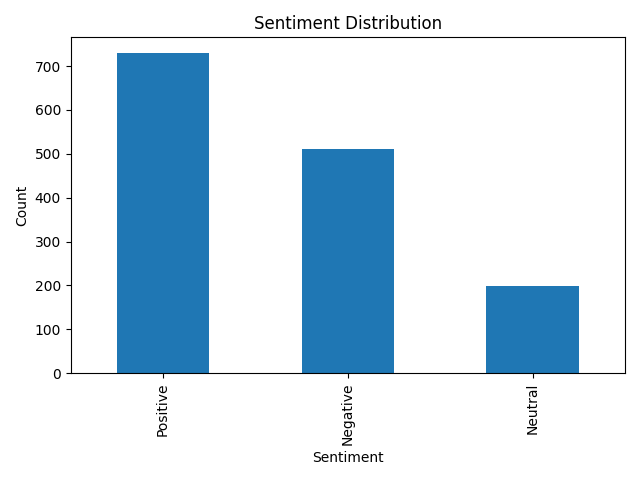 Sentiment Distribution
Count
700
600
500
400
300
200
100
0
Positive
Negative
Neutral
Sentiment